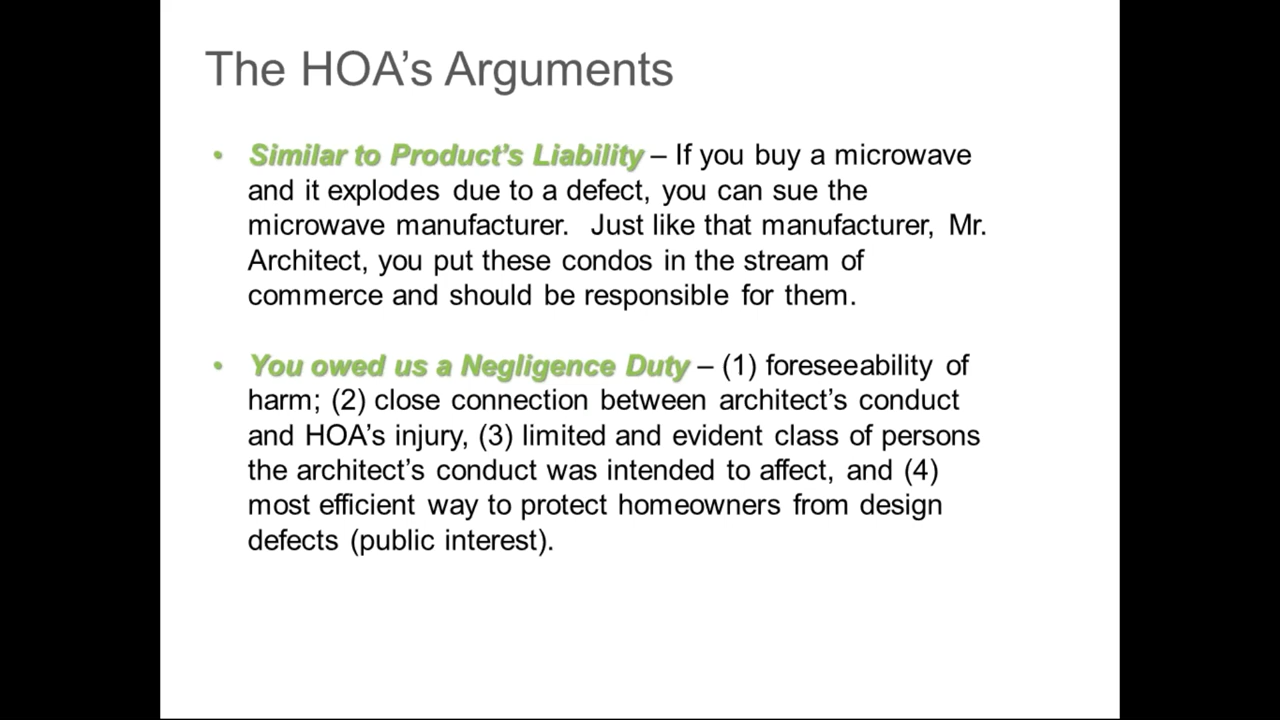 The HOA’s Arguments
• Similar to Product’s Liability – If you buy a microwave
and it explodes due to a defect, you can sue the
microwave manufacturer.  Just like that manufacturer, Mr.
Architect, you put these condos in the stream of
commerce and should be responsible for them.
• You owed us a Negligence Duty – (1) foreseeability of
harm; (2) close connection between architect’s conduct
and HOA’s injury, (3) limited and evident class of persons
the architect’s conduct was intended to affect, and (4)
most efficient way to protect homeowners from design
defects (public interest).